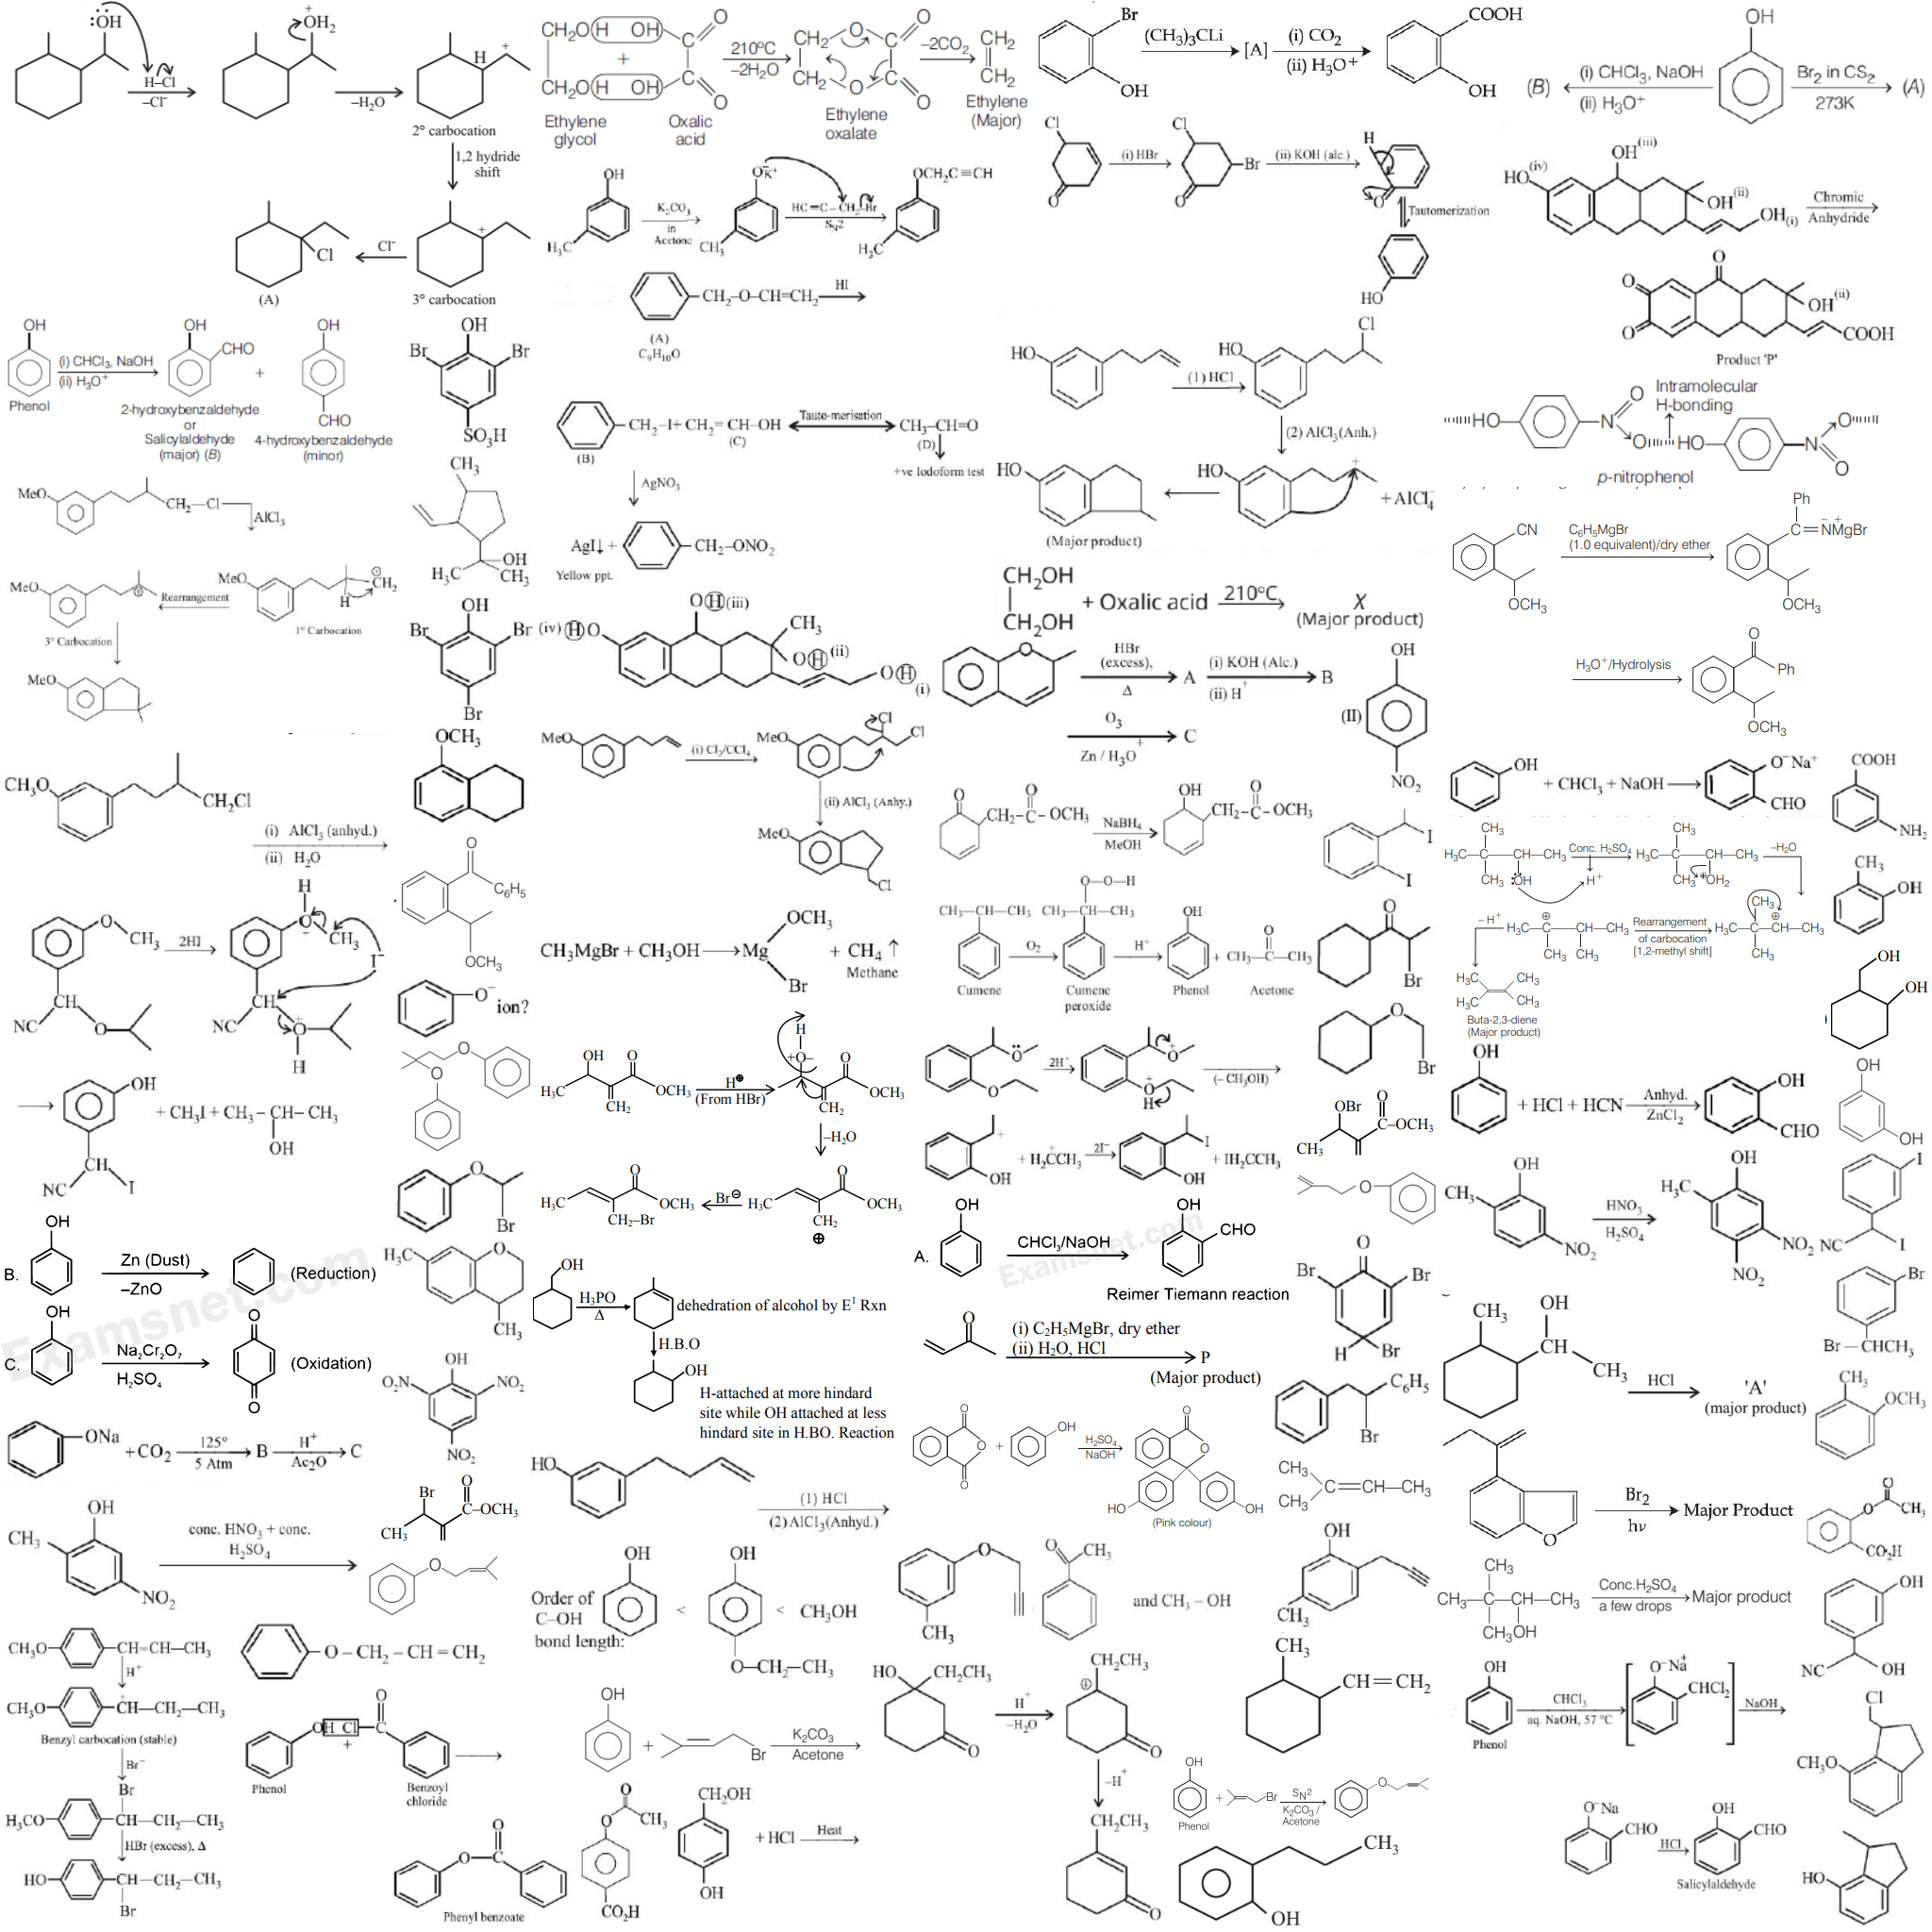 :OH
H–Cl
–Cl⁻
+
OH₂
–H₂O
H
+
2° carbocation
1,2 hydride
shift
3° carbocation
Cl⁻
Cl
(A)
CH₂OH OH
+
CH₂OH OH
Ethylene
glycol
Oxalic
acid
210°C
–2H₂O
Ethylene
oxalate
–2CO₂
CH₂
CH₂
Ethylene
(Major)
Br
OH
(CH₃)₃CLi
[A]
(i) CO₂
(ii) H₃O⁺
COOH
OH
OH
(B)
(i) CHCl₃, NaOH
(ii) H₃O⁺
Br₂ in CS₂
273K
(A)
OH
H₃C
K₂CO₃
in
Acetone
OK⁺
CH₃
HC≡C–CH₂–Br
S_N2
OCH₂C≡CH
H₃C
Cl
O
(i) HBr
Cl
Br
O
(ii) KOH (alc.)
H
O
Tautomerization
HO
HO(iv)
OH(iii)
OH(ii)
OH(i)
Chromic
Anhydride
O
O
O
OH(ii)
COOH
Product 'P'
CH₂–O–CH=CH₂
HI
(A)
C₉H₁₀O
CH₂–I+ CH₂=CH–OH
(B)
(C)
Tauto-merisation
CH₃–CH=O
(D)
+ve Iodoform test
AgNO₃
AgI↓ +
CH₂–ONO₂
Yellow ppt.
OH
Phenol
(i) CHCl₃, NaOH
(ii) H₃O⁺
OH
CHO
2-hydroxybenzaldehyde
or
Salicylaldehyde
(major) (B)
+
OH
CHO
4-hydroxybenzaldehyde
(minor)
OH
Br
Br
SO₃H
HO
(1) HCl
HO
Cl
(2) AlCl₃(Anh.)
HO
+ AlCl₄⁻
HO
(Major product)
Intramolecular
H-bonding
HO
N
O
O
HO
N
O
O
p-nitrophenol
MeO
CH₂–Cl
AlCl₃
MeO
CH₂
H
1° Carbocation
Rearrangement
MeO
3° Carbocation
MeO
CH₃
OH
H₃C
CH₃
CN
OCH₃
C₆H₅MgBr
(1.0 equivalent)/dry ether
Ph
C=NMgBr
OCH₃
H₃O⁺/Hydrolysis
O
Ph
OCH₃
CH₂OH
CH₂OH
+ Oxalic acid
210°C
X
(Major product)
OH
Br
Br
Br
(iv) HO
OH (iii)
CH₃
OH (ii)
OH
(i)
O
HBr
(excess),
Δ
A
(i) KOH (Alc.)
(ii) H⁺
B
O₃
Zn / H₃O⁺
C
OH
(II)
NO₂
MeO
(i) Cl₂/CCl₄
MeO
Cl
Cl
(ii) AlCl₃ (Anhy.)
MeO
Cl
OCH₃
CH₃O
CH₂Cl
(i) AlCl₃ (anhyd.)
(ii) H₂O
O
CH₂–C–OCH₃
O
NaBH₄
MeOH
OH
CH₂–C–OCH₃
O
I
I
OH
+ CHCl₃ + NaOH
O⁻Na⁺
CHO
COOH
NH₂
CH₃
H₃C
CH₃
CH₃ :OH
Conc. H₂SO₄
H⁺
CH₃
H₃C
CH₃
CH₃ OH₂
–H₂O
CH₃
H₃C
CH–CH₃
CH₃
Rearrangement
of carbocation
[1,2-methyl shift]
H₃C
CH–CH₃
CH₃ CH₃
– H⁺
H₃C
H₃C
CH₃
CH₃
Buta-2,3-diene
(Major product)
CH₃
OH
O
C₆H₅
OCH₃
O
CH₃
2HI
CH
NC
O
H
O
CH₃
I⁻
CH
NC
O
H
OH
CH
NC
I
+ CH₃I + CH₃ – CH – CH₃
OH
CH₃MgBr + CH₃OH
OCH₃
Mg
Br
+ CH₄ ↑
Methane
O⁻
ion?
CH₃–CH–CH₃
Cumene
O₂
O–O–H
CH₃–C–CH₃
Cumene
peroxide
H⁺
OH
Phenol
+
O
CH₃–C–CH₃
Acetone
O
Br
O
Br
OH
OH
O
O
OH
O
H₃C
OCH₃
CH₂
H⊕
(From HBr)
H
O
O
OCH₃
CH₂
–H₂O
O
H₃C
OCH₃
CH₂
⊕
Br⊖
O
H₃C
OCH₃
CH₂–Br
O
O
2H⁺
O
O
H
(– CH₃OH)
+
OH
+ H₂CCH₃
2I⁻
I
OH
+ IH₂CCH₃
OBr
O
OCH₃
CH₃
OH
+ HCl + HCN
Anhyd.
ZnCl₂
OH
CHO
OH
OH
O
Br
O
OH
CH₃
NO₂
HNO₃
H₂SO₄
OH
H₃C
NO₂
NO₂
I
NC
I
B.
OH
Zn (Dust)
–ZnO
(Reduction)
C.
OH
Na₂Cr₂O₇
H₂SO₄
O
O
(Oxidation)
Examsnet.com
H₃C
O
CH₃
OH
H₃PO
Δ
dehedration of alcohol by E¹ Rxn
H.B.O
OH
H-attached at more hindard
site while OH attached at less
hindard site in H.BO. Reaction
A.
OH
CHCl₃/NaOH
OH
CHO
Reimer Tiemann reaction
Examsnet.com
O
(i) C₂H₅MgBr, dry ether
(ii) H₂O, HCl
P
(Major product)
O
Br
Br
H
Br
CH₃
OH
CH
CH₃
HCl
'A'
(major product)
Br
Br – CHCH₃
CH₃
OCH₃
ONa
+CO₂
125°
5 Atm
B
H⁺
Ac₂O
C
OH
O₂N
NO₂
NO₂
O
O
O
+
OH
H₂SO₄
NaOH
O
O
HO
OH
(Pink colour)
C₆H₅
Br
CH₃
CH₃
C=CH–CH₃
O
Br₂
hν
Major Product
O
O
CH₃
CO₂H
OH
CH₃
NO₂
conc. HNO₃ + conc.
H₂SO₄
Br
O
OCH₃
CH₃
O
HO
(1) HCl
(2) AlCl₃(Anhyd.)
Order of
C–OH
bond length:
OH
<
OH
O–CH₂–CH₃
<
CH₃OH
O
CH₃
O
CH₃
and CH₃ – OH
OH
CH₃
CH₃
CH₃
CH–CH₃
CH₃OH
Conc.H₂SO₄
a few drops
Major product
OH
NC
OH
CH₃O
CH=CH–CH₃
H⁺
CH₃O
CH–CH₂–CH₃
Benzyl carbocation (stable)
Br⁻
Br
H₃CO
CH–CH₂–CH₃
HBr (excess), Δ
HO
CH–CH₂–CH₃
Br
O – CH₂ – CH = CH₂
OH Cl
+
O
C
Phenol
Benzoyl
chloride
O
O–C
Phenyl benzoate
OH
+
Br
K₂CO₃
Acetone
O
O
CH₃
CO₂H
CH₂OH
OH
+ HCl
Heat
HO
CH₂CH₃
O
H⁺
–H₂O
CH₂CH₃
⊕
O
–H⁺
CH₂CH₃
O
CH₃
CH=CH₂
OH
Phenol
+
Br
S_N2
K₂CO₃/
Acetone
O
CH₃
OH
OH
Phenol
CHCl₃
aq. NaOH, 57 °C
O⁻Na⁺
CHCl₂
NaOH
O⁻Na
CHO
HCl
OH
CHO
Salicylaldehyde
Cl
CH₃O
HO